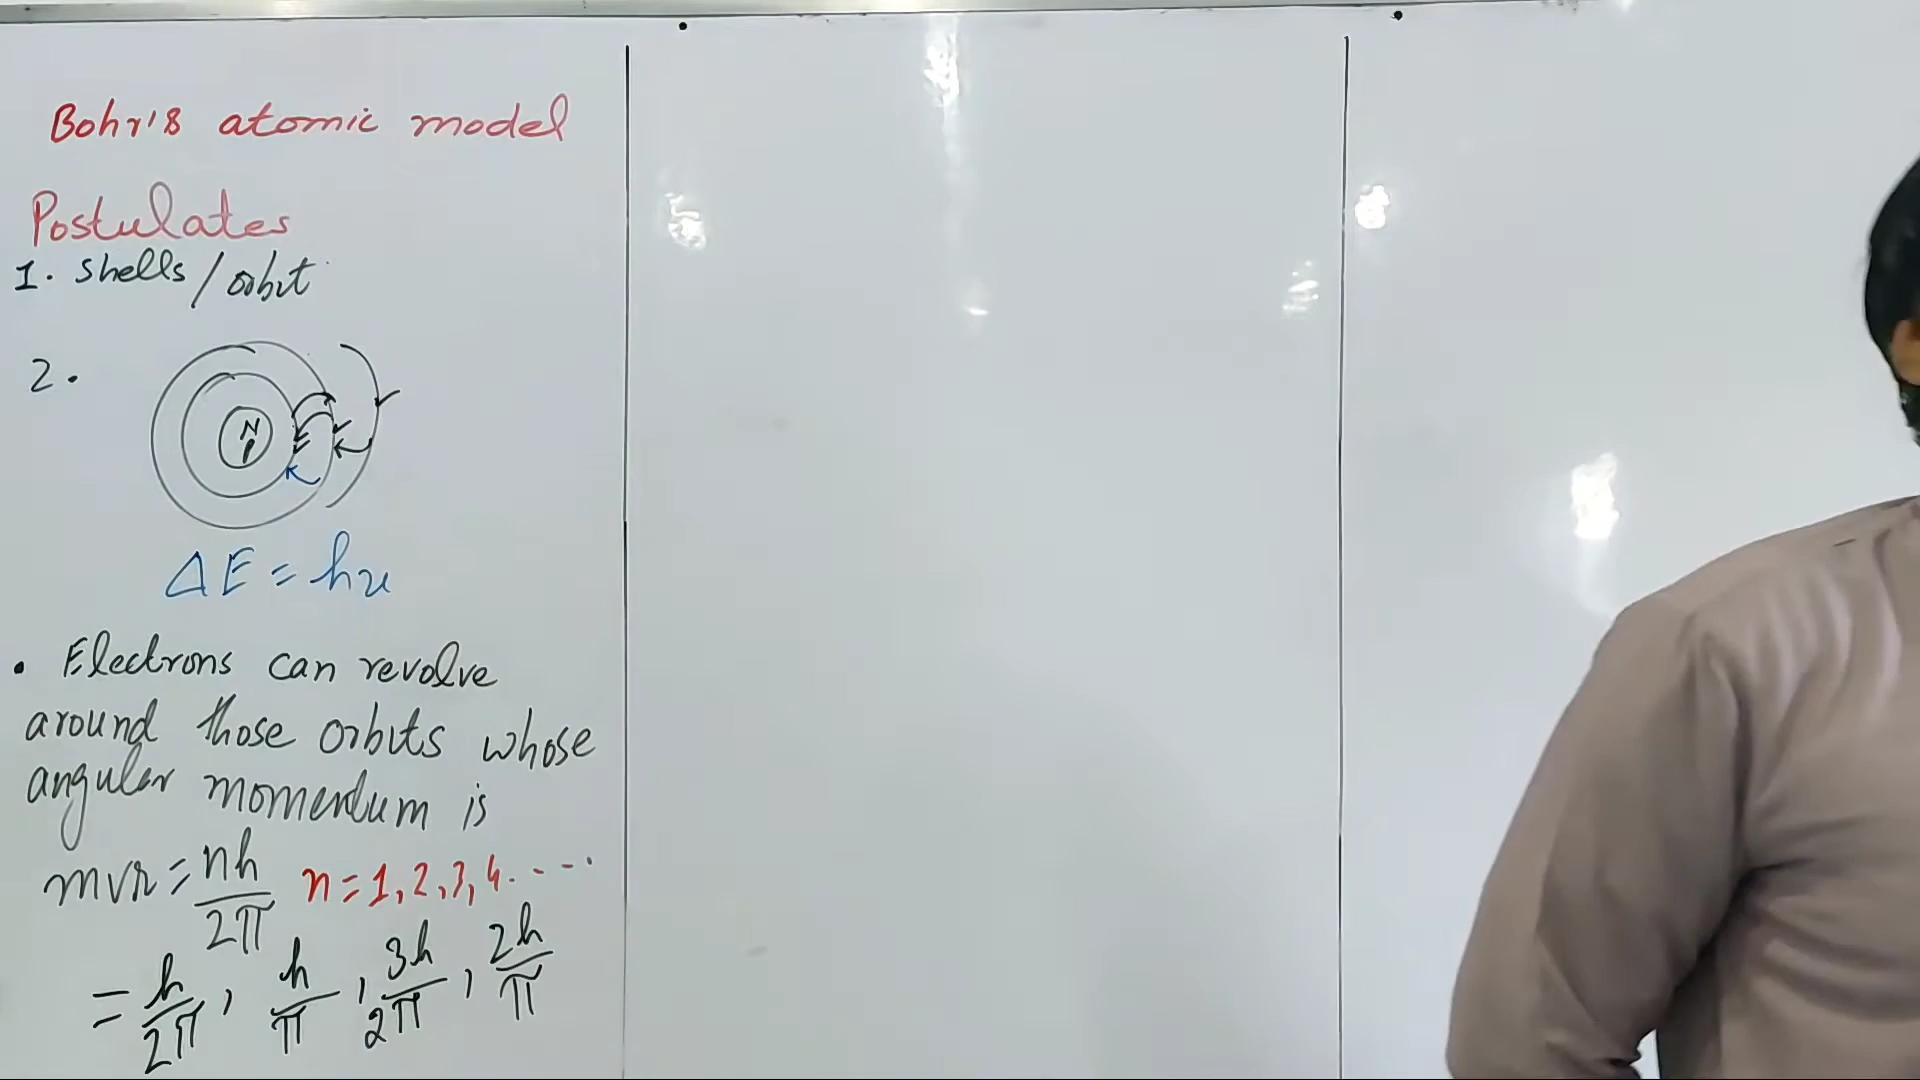 Bohr's atomic model
Postulates
1. shells / orbit
2.
N
P
ΔE = hν
• Electrons can revolve
around those orbits whose
angular momentum is
mvr = nh/2π n = 1, 2, 3, 4 . - - - .
= h/2π , h/π , 3h/2π , 2h/π